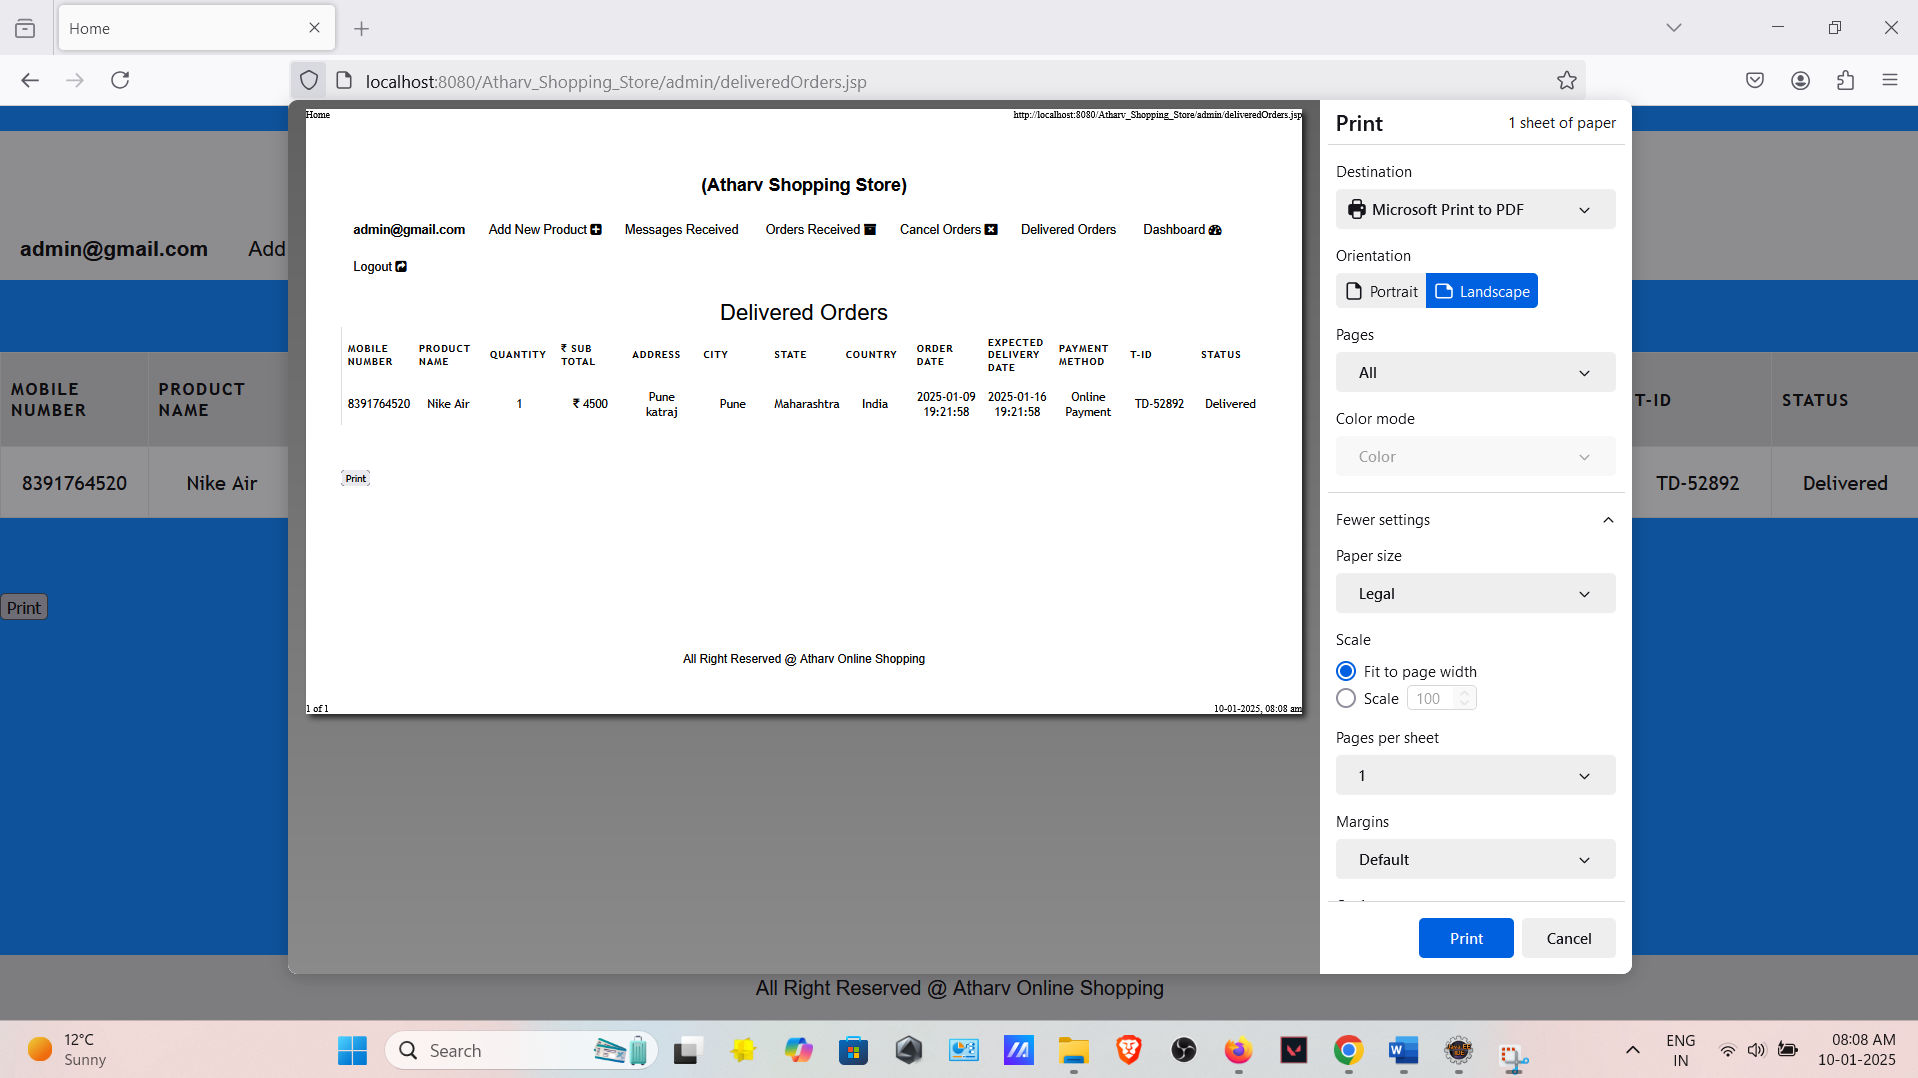 Home
localhost:8080/Atharv_Shopping_Store/admin/deliveredOrders.jsp
admin@gmail.com Add
MOBILE NUMBER PRODUCT NAME
8391764520 Nike Air
Print
Home http://localhost:8080/Atharv_Shopping_Store/admin/deliveredOrders.jsp
(Atharv Shopping Store)
admin@gmail.com Add New Product Messages Received Orders Received Cancel Orders Delivered Orders Dashboard
Logout
Delivered Orders
MOBILE NUMBER PRODUCT NAME QUANTITY ₹ SUB TOTAL ADDRESS CITY STATE COUNTRY ORDER DATE EXPECTED DELIVERY DATE PAYMENT METHOD T-ID STATUS
8391764520 Nike Air 1 ₹ 4500 Pune katraj Pune Maharashtra India 2025-01-09 19:21:58 2025-01-16 19:21:58 Online Payment TD-52892 Delivered
Print
All Right Reserved @ Atharv Online Shopping
1 of 1 10-01-2025, 08:08 am
Print 1 sheet of paper
Destination
Microsoft Print to PDF
Orientation
Portrait Landscape
Pages
All
Color mode
Color
Fewer settings
Paper size
Legal
Scale
Fit to page width
Scale 100
Pages per sheet
1
Margins
Default
Print Cancel
T-ID STATUS
TD-52892 Delivered
All Right Reserved @ Atharv Online Shopping
12°C
Sunny
Search
ENG
IN
08:08 AM
10-01-2025